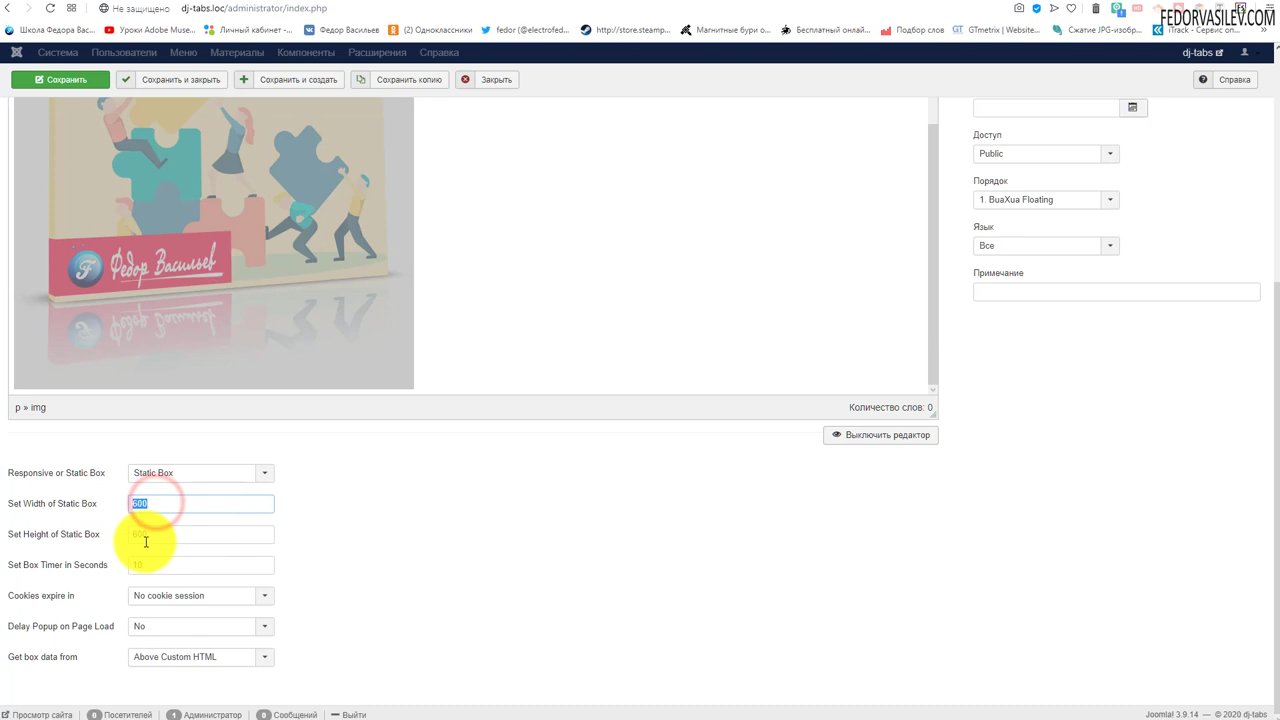 Не защищено dj-tabs.loc/administrator/index.php
FEDORVASILEV.COM
Школа Федора Вас...
Уроки Adobe Muse...
Личный кабинет -...
Федор Васильев
(2) Одноклассники
fedor (@electrofed...
http://store.steamp...
Магнитные бури о...
Бесплатный онлай...
Подбор слов
GTmetrix | Website...
Сжатие JPG-изобр...
iTrack - Сервис оп...
Система Пользователи Меню Материалы Компоненты Расширения Справка dj-tabs
Сохранить Сохранить и закрыть Сохранить и создать Сохранить копию Закрыть Справка
Доступ
Public
Порядок
1. BuaXua Floating
Язык
Все
Примечание
F Федор Васильев
p » img Количество слов: 0
Выключить редактор
Responsive or Static Box Static Box
Set Width of Static Box 600
Set Height of Static Box 600
Set Box Timer in Seconds 10
Cookies expire in No cookie session
Delay Popup on Page Load No
Get box data from Above Custom HTML
Просмотр сайта 0 Посетителей 1 Администратор 0 Сообщений Выйти Joomla! 3.9.14 — © 2020 dj-tabs